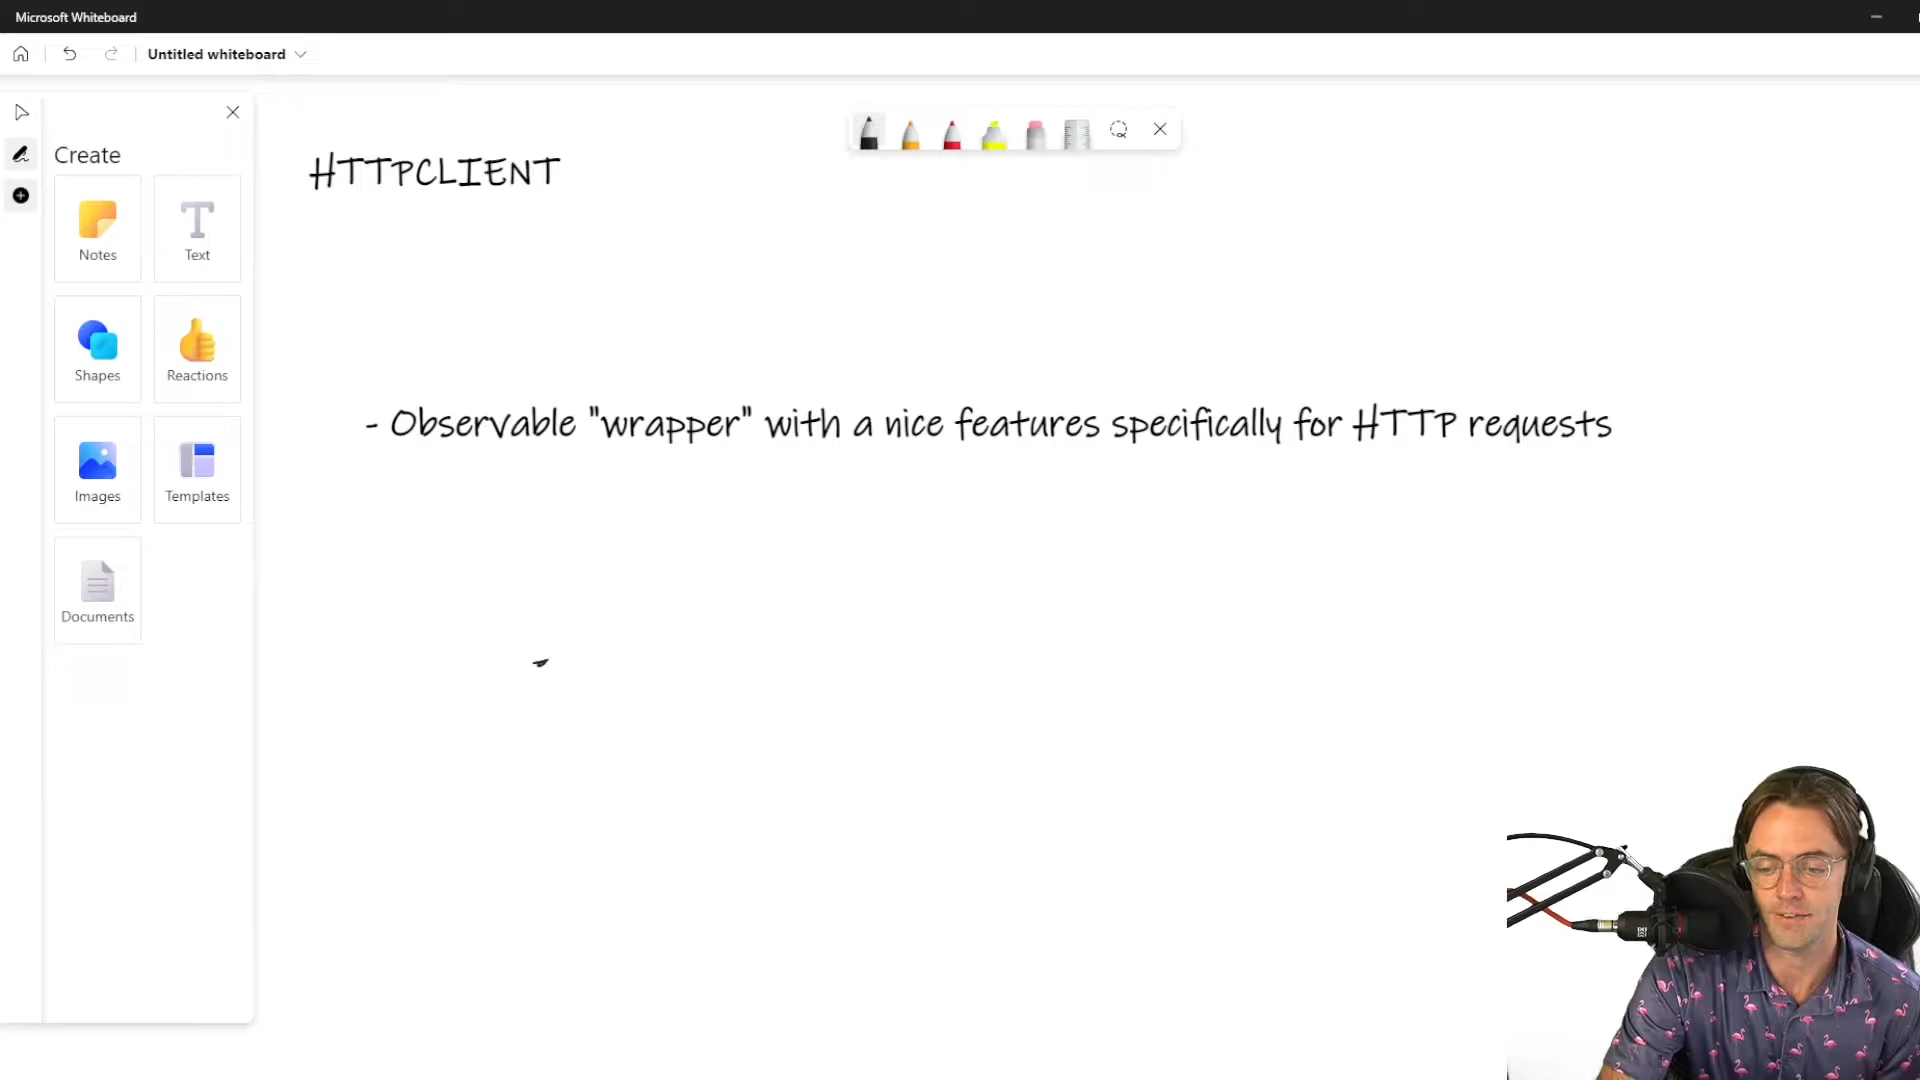 Microsoft Whiteboard
Untitled whiteboard
Create
Notes
Text
Shapes
Reactions
Images
Templates
Documents
HTTPCLIENT
- Observable "wrapper" with a nice features specifically for HTTP requests